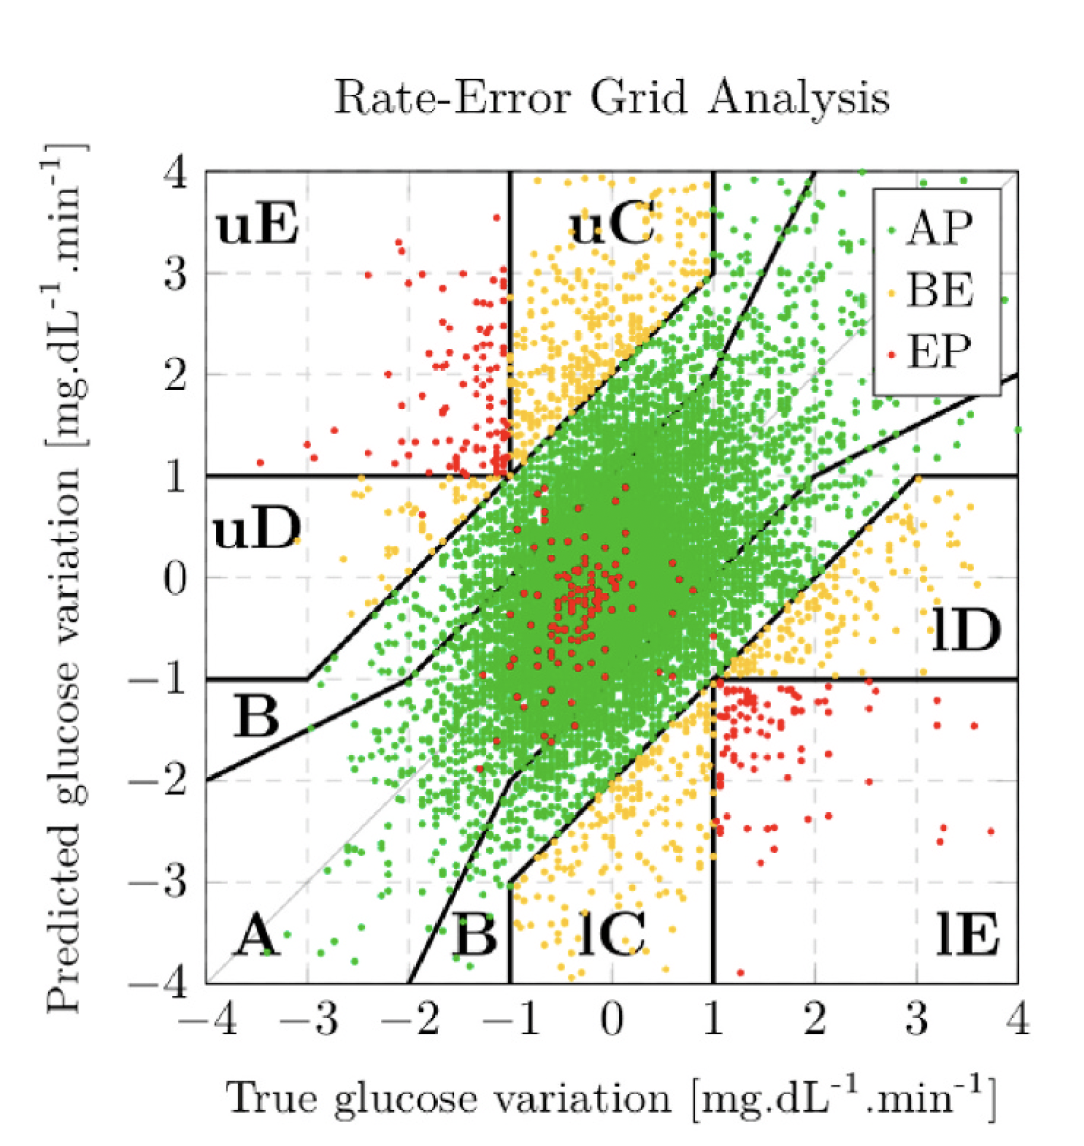 Rate-Error Grid Analysis
Predicted glucose variation [mg.dL⁻¹.min⁻¹]
4
3
2
1
0
−1
−2
−3
−4
uE
uC
AP
BE
EP
uD
lD
B
A
B
lC
lE
−4 −3 −2 −1 0 1 2 3 4
True glucose variation [mg.dL⁻¹.min⁻¹]